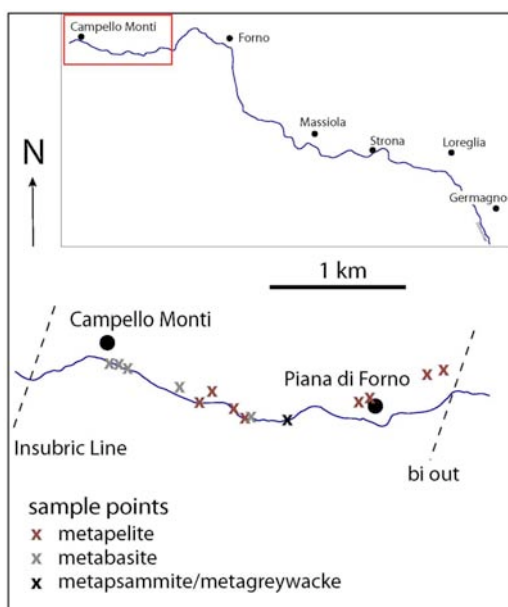 Campello Monti
Forno
Massiola
Strona
Loreglia
Germagno
N
1 km
Campello Monti
Piana di Forno
Insubric Line
bi out
sample points
x metapelite
x metabasite
x metapsammite/metagreywacke